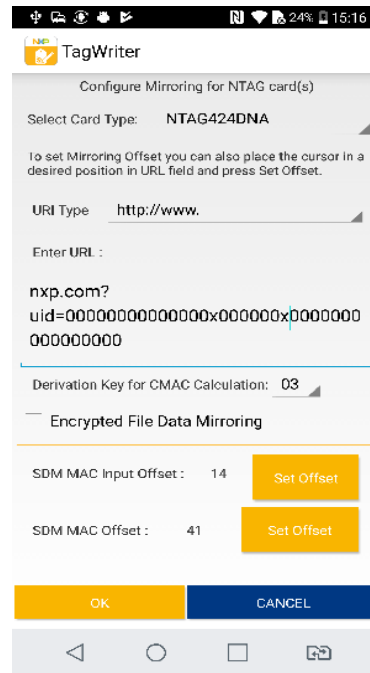 24% 15:16
NXP
TagWriter
Configure Mirroring for NTAG card(s)
Select Card Type: NTAG424DNA
To set Mirroring Offset you can also place the cursor in a
desired position in URL field and press Set Offset.
URI Type http://www.
Enter URL :
nxp.com?
uid=00000000000000x000000x0000000
000000000
Derivation Key for CMAC Calculation: 03
Encrypted File Data Mirroring
SDM MAC Input Offset : 14 Set Offset
SDM MAC Offset : 41 Set Offset
OK CANCEL